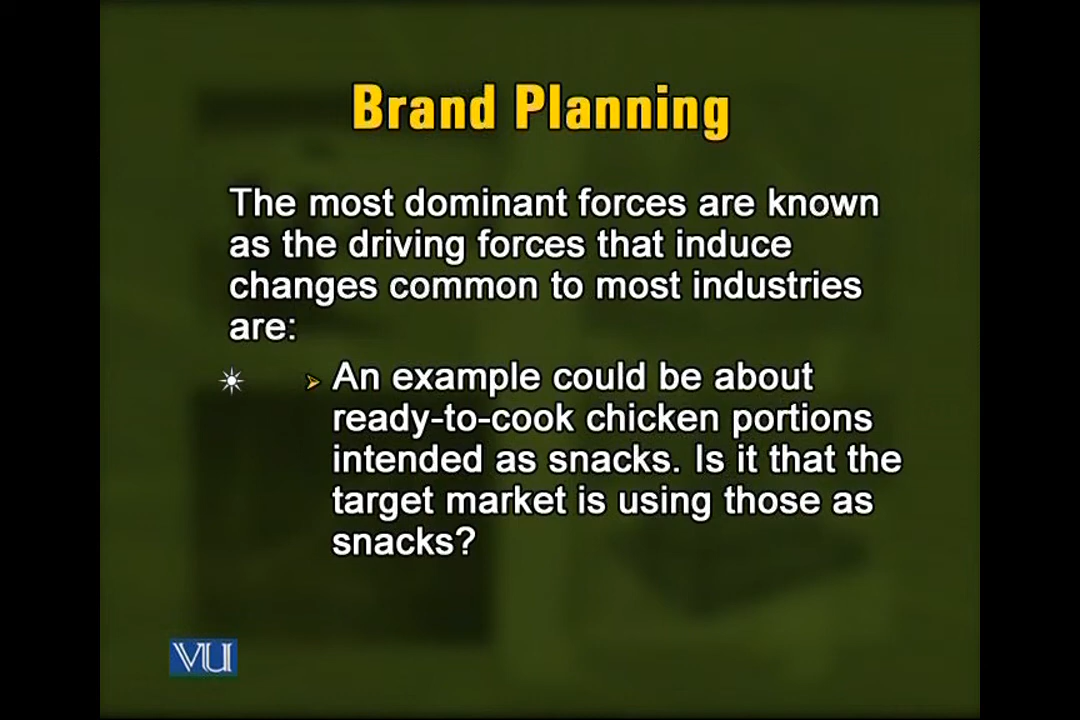 Brand Planning
The most dominant forces are known
as the driving forces that induce
changes common to most industries
are:
➢ An example could be about
ready-to-cook chicken portions
intended as snacks. Is it that the
target market is using those as
snacks?
VU